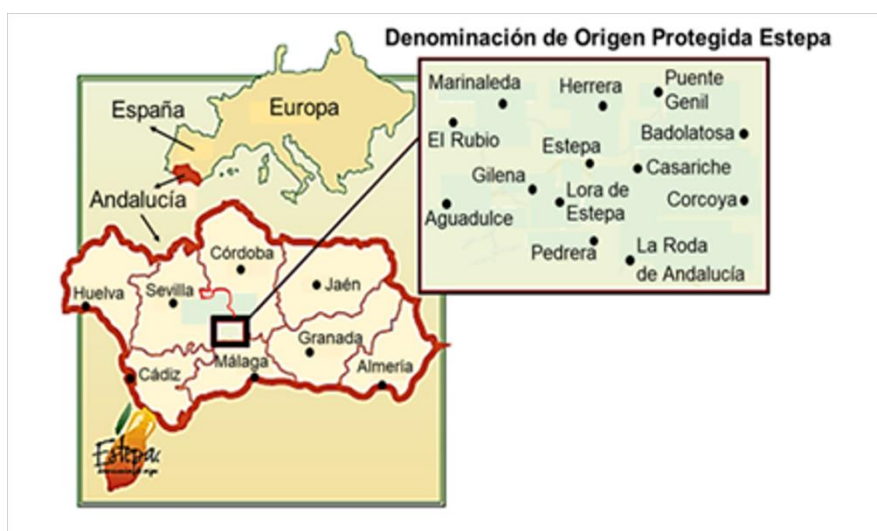 Denominación de Origen Protegida Estepa
España
Europa
Andalucía
Marinaleda
Herrera
Puente
Genil
El Rubio
Badolatosa
Estepa
Casariche
Gilena
Lora de
Estepa
Corcoya
Aguadulce
Pedrera
La Roda
de Andalucía
Córdoba
Huelva
Sevilla
Jaén
Granada
Málaga
Almería
Cádiz
Estepa